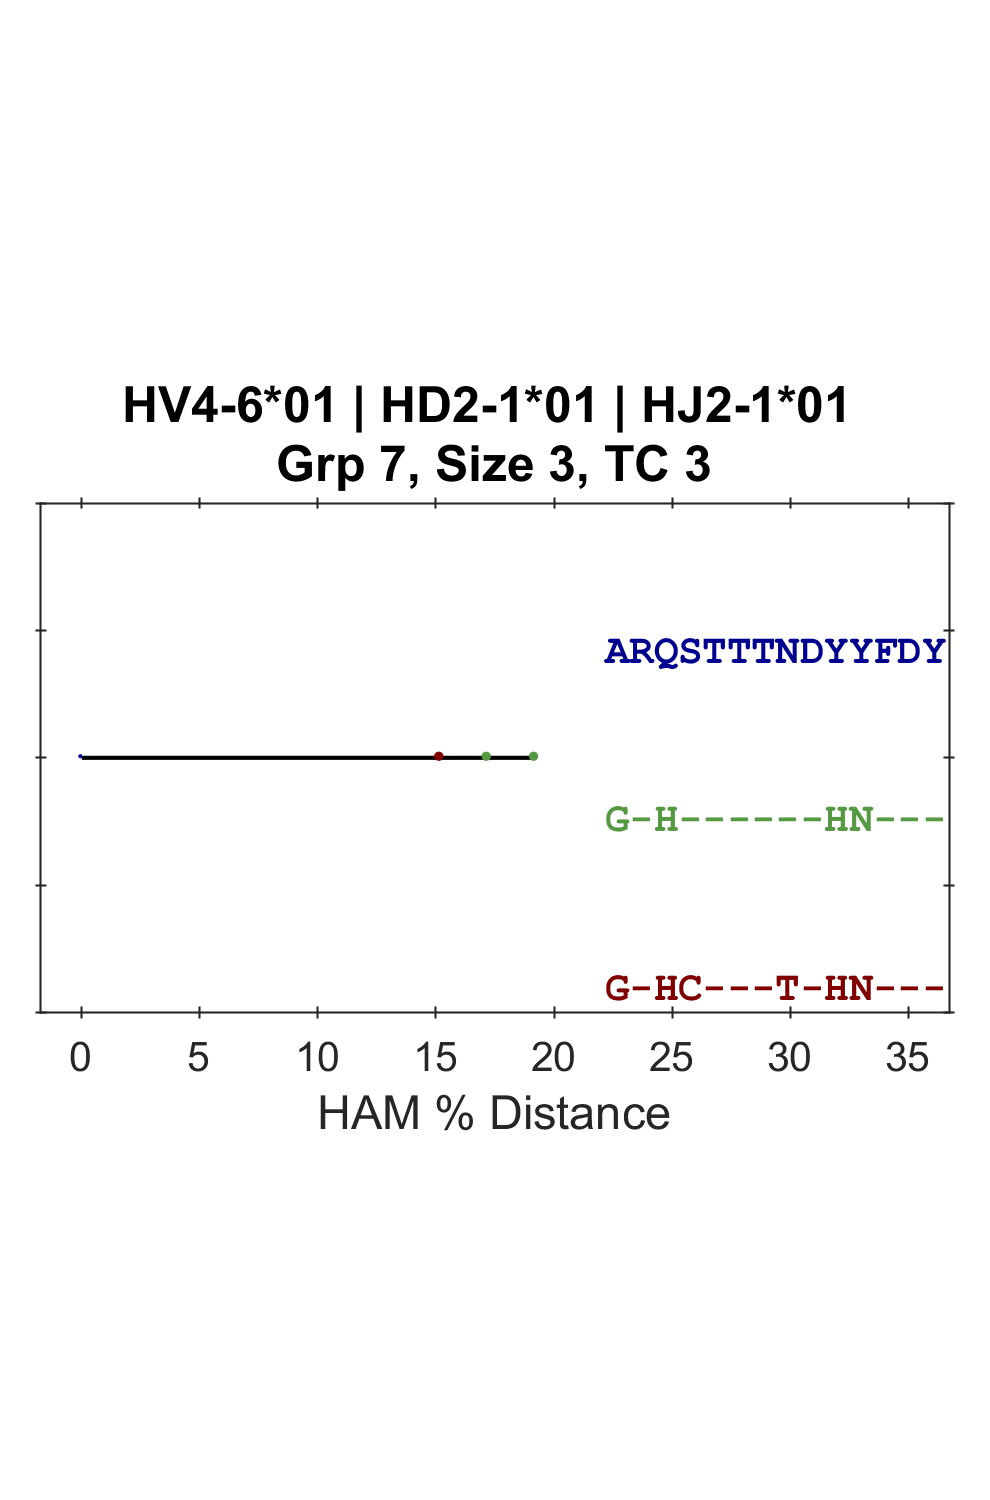 HV4-6*01 | HD2-1*01 | HJ2-1*01
Grp 7, Size 3, TC 3
ARQSTTTNDYYFDY
G-H------HN---
G-HC---T-HN---
0 5 10 15 20 25 30 35
HAM % Distance